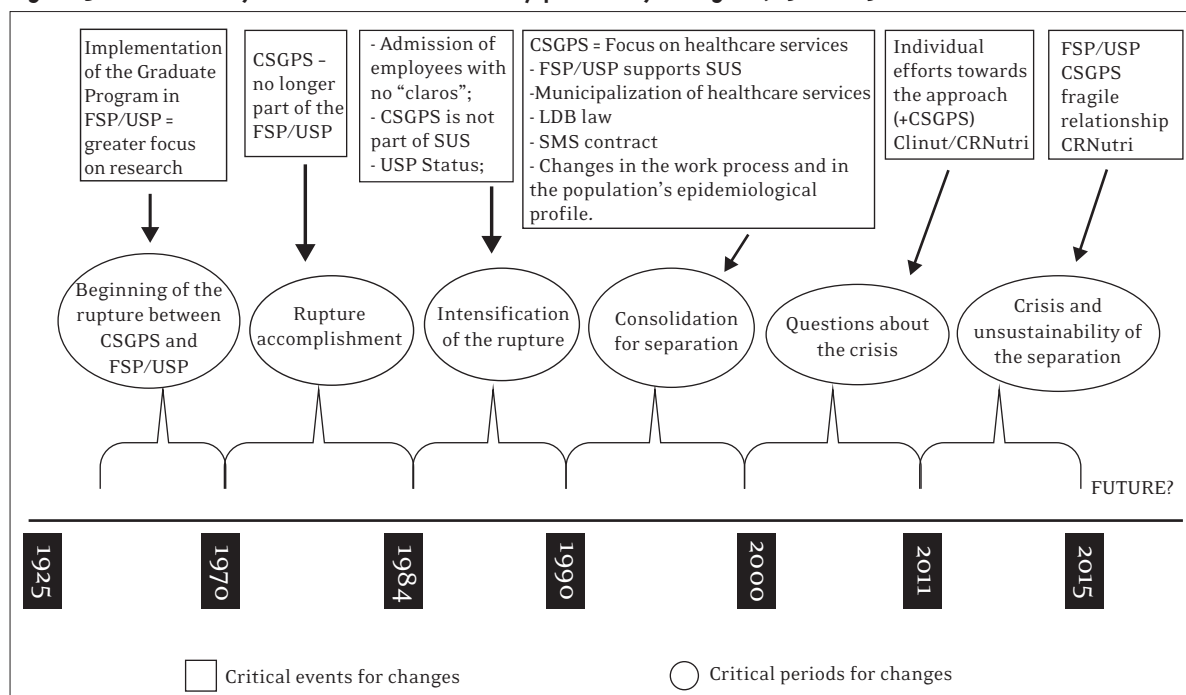 Implementation
of the Graduate
Program in
FSP/USP =
greater focus
on research
CSGPS –
no longer
part of the
FSP/USP
- Admission of
employees with
no “claros”;
- CSGPS is not
part of SUS
- USP Status;
CSGPS = Focus on healthcare services
- FSP/USP supports SUS
-Municipalization of healthcare services
- LDB law
- SMS contract
- Changes in the work process and in
the population’s epidemiological
profile.
Individual
efforts towards
the approach
(+CSGPS)
Clinut/CRNutri
FSP/USP
CSGPS
fragile
relationship
CRNutri
Beginning of the
rupture between
CSGPS and
FSP/USP
Rupture
accomplishment
Intensification
of the rupture
Consolidation
for separation
Questions about
the crisis
Crisis and
unsustainability of
the separation
FUTURE?
1925
1970
1984
1990
2000
2011
2015
Critical events for changes
Critical periods for changes